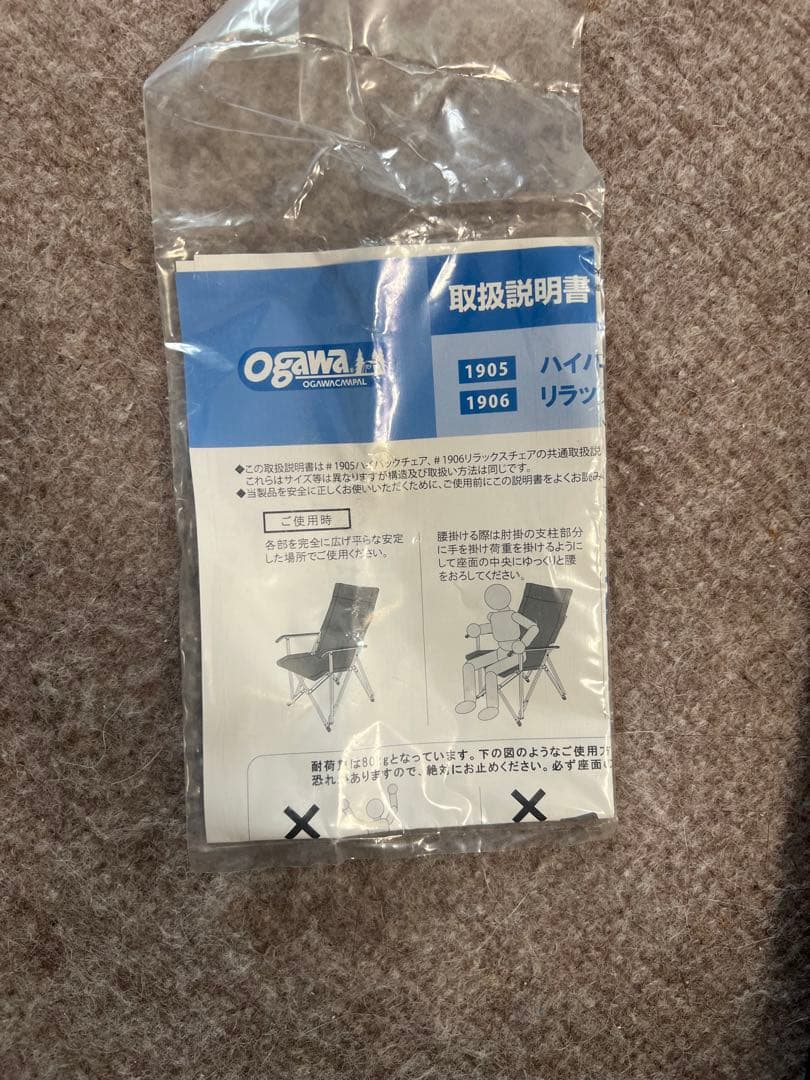 取扱説明書
Ogawa
OGAWACAMPAL
1905 ハイバ
1906 リラッ
◆この取扱説明書は#1905ハイバックチェア、#1906リラックスチェアの共通取扱説
これらはサイズ等は異なりますが構造及び取扱い方法は同じです。
◆当製品を安全に正しくお使いいただくために、ご使用前にこの説明書をよくお読み
ご使用時
各部を完全に広げ平らな安定
した場所でご使用ください。
腰掛ける際は肘掛の支柱部分
に手を掛け荷重を掛けるように
して座面の中央にゆっくりと腰
をおろしてください。
耐荷 は80 gとなっています。下の図のようなご使用方
恐れ ありますので、絶対にお止めください。必ず座面の